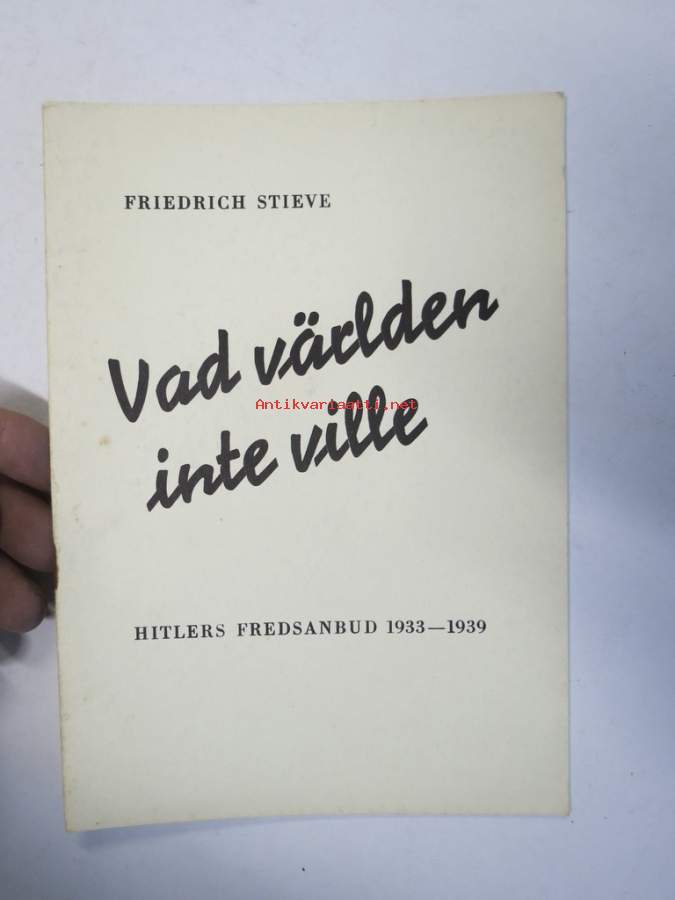 FRIEDRICH STIEVE
Vad världen
Antikvariaatti.net
inte ville
HITLERS FREDSANBUD 1933—1939